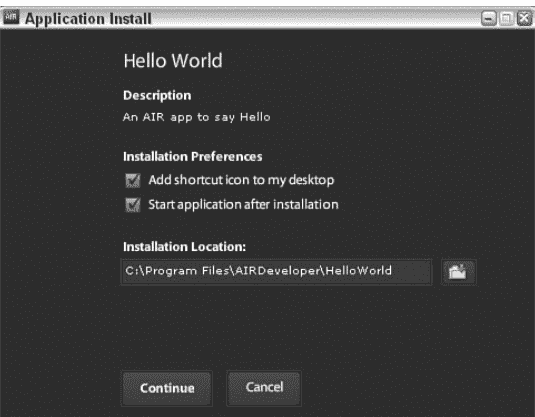 AIR Application Install
Hello World
Description
An AIR app to say Hello
Installation Preferences
Add shortcut icon to my desktop
Start application after installation
Installation Location:
C:\Program Files\AIRDeveloper\HelloWorld
Continue Cancel